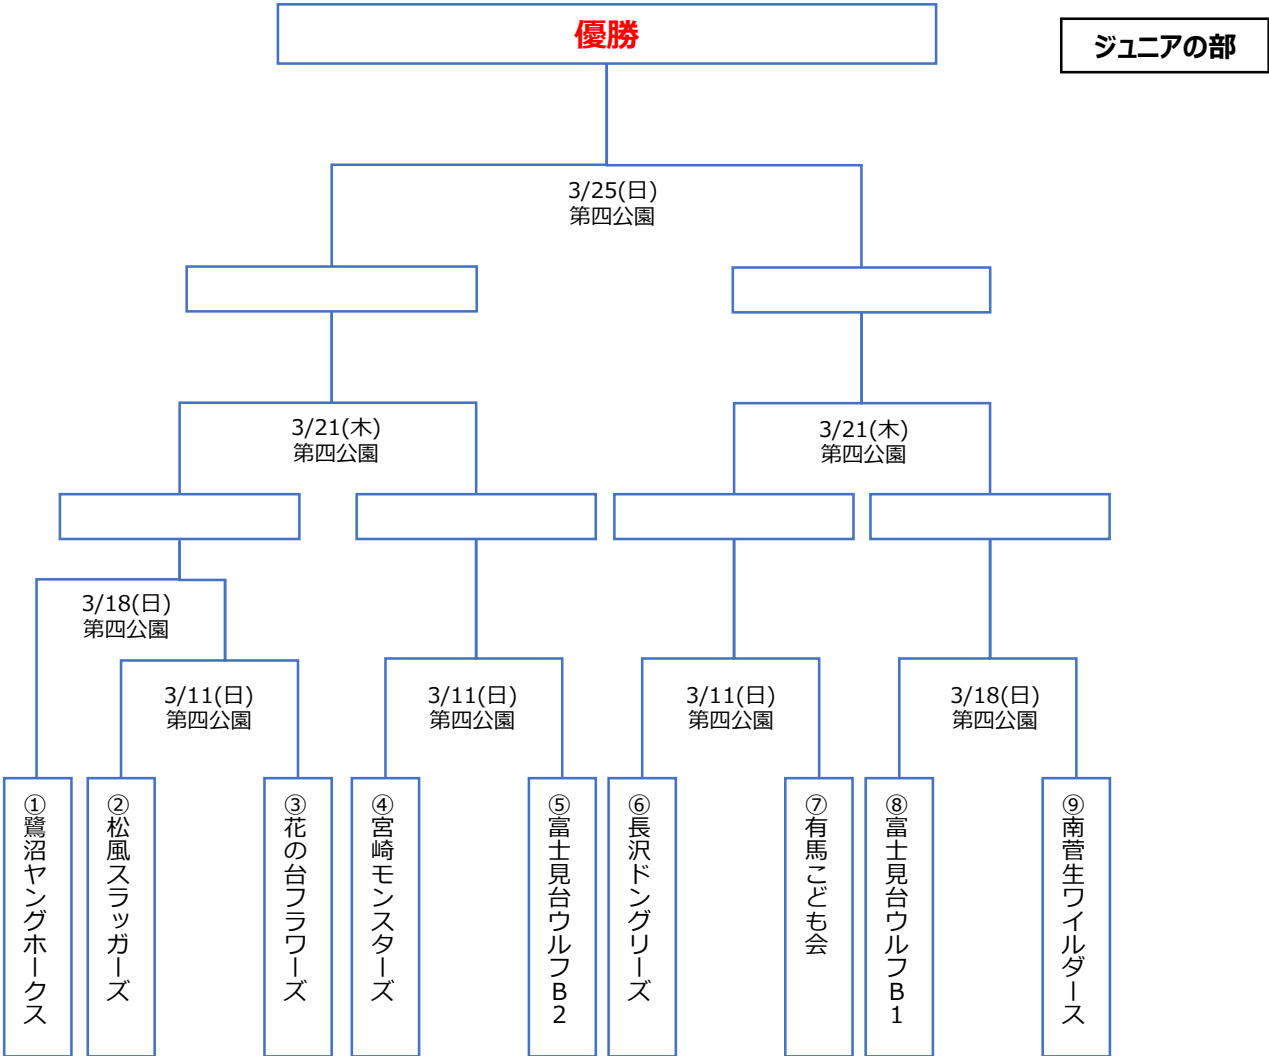 優勝
ジュニアの部
3/25(日)
第四公園
3/21(木)
第四公園
3/21(木)
第四公園
3/18(日)
第四公園
3/11(日)
第四公園
3/11(日)
第四公園
3/11(日)
第四公園
3/18(日)
第四公園
①鷺沼ヤングホークス
②松風スラッガーズ
③花の台フラワーズ
④宮崎モンスターズ
⑤富士見台ウルフB2
⑥長沢ドングリーズ
⑦有馬こども会
⑧富士見台ウルフB1
⑨南菅生ワイルダース